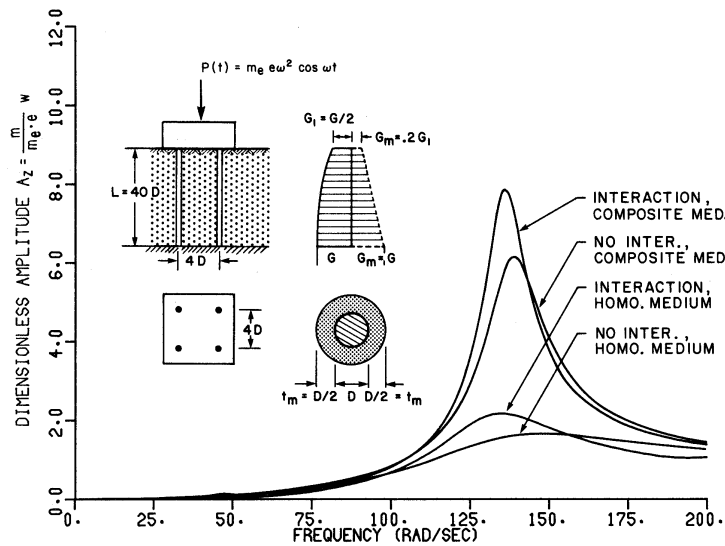 DIMENSIONLESS AMPLITUDE A_Z = m / m_e·e w
12.0
10.0
8.0
6.0
4.0
2.0
0.0
P(t) = m_e eω² cos ωt
L = 40 D
4 D
4 D
G_I = G/2
G_m = .2 G_I
G
G_m = G
t_m = D/2 D D/2 = t_m
INTERACTION,
COMPOSITE MED.
NO INTER.,
COMPOSITE MED
INTERACTION,
HOMO. MEDIUM
NO INTER.,
HOMO. MEDIUM
0. 25. 50. 75. 100. 125. 150. 175. 200.
FREQUENCY (RAD/SEC)